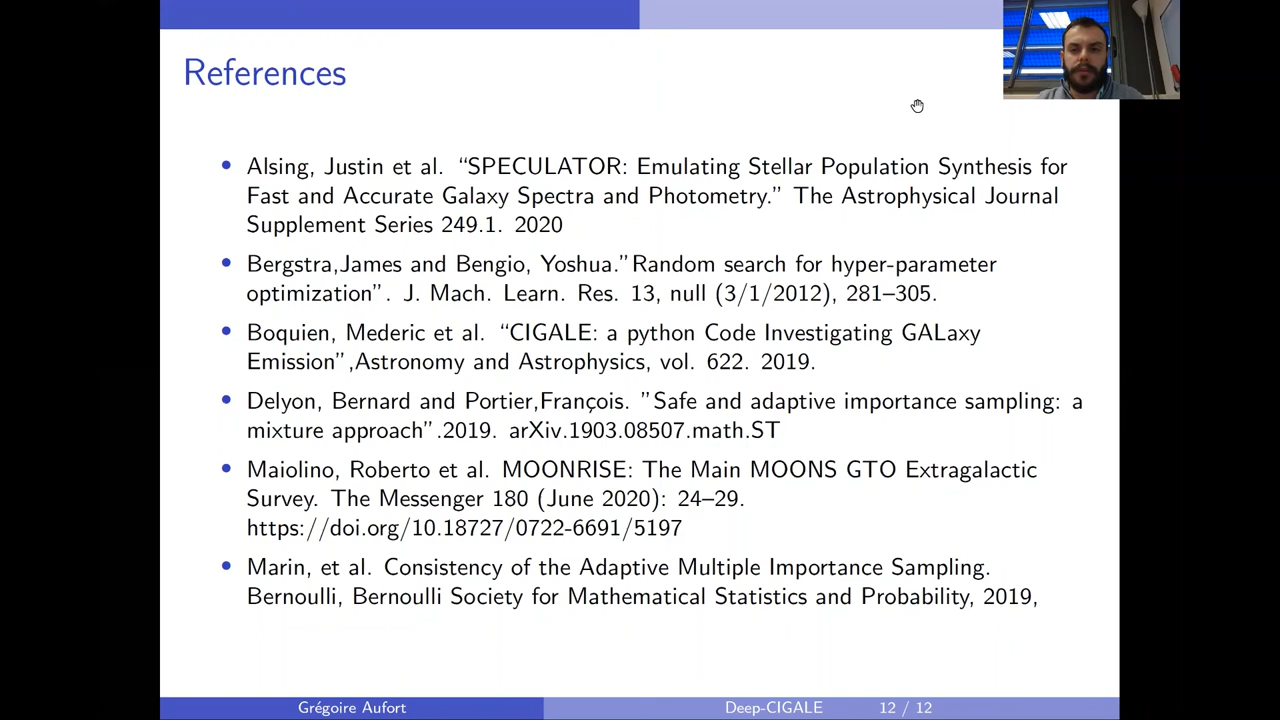 References
• Alsing, Justin et al. “SPECULATOR: Emulating Stellar Population Synthesis for
Fast and Accurate Galaxy Spectra and Photometry.” The Astrophysical Journal
Supplement Series 249.1. 2020
• Bergstra,James and Bengio, Yoshua.”Random search for hyper-parameter
optimization”. J. Mach. Learn. Res. 13, null (3/1/2012), 281–305.
• Boquien, Mederic et al. “CIGALE: a python Code Investigating GALaxy
Emission”,Astronomy and Astrophysics, vol. 622. 2019.
• Delyon, Bernard and Portier,François. ”Safe and adaptive importance sampling: a
mixture approach”.2019. arXiv.1903.08507.math.ST
• Maiolino, Roberto et al. MOONRISE: The Main MOONS GTO Extragalactic
Survey. The Messenger 180 (June 2020): 24–29.
https://doi.org/10.18727/0722-6691/5197
• Marin, et al. Consistency of the Adaptive Multiple Importance Sampling.
Bernoulli, Bernoulli Society for Mathematical Statistics and Probability, 2019,
Grégoire Aufort Deep-CIGALE 12 / 12